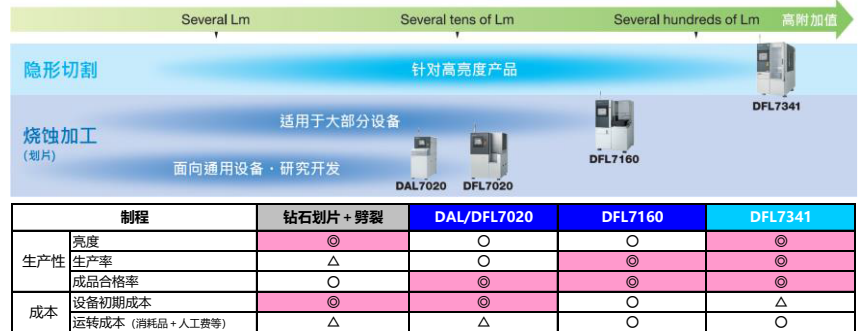 Several Lm Several tens of Lm Several hundreds of Lm 高附加值
隐形切割 针对高亮度产品
DFL7341
适用于大部分设备
烧蚀加工
(划片)
DFL7160
面向通用设备・研究开发
DAL7020 DFL7020
制程 钻石划片+劈裂 DAL/DFL7020 DFL7160 DFL7341
生产性 亮度 ◎ ○ ○ ◎
生产率 △ ○ ◎ ◎
成品合格率 ○ ◎ ◎ ◎
成本 设备初期成本 ◎ ◎ ○ △
运转成本(消耗品+人工费等) △ △ ○ ○